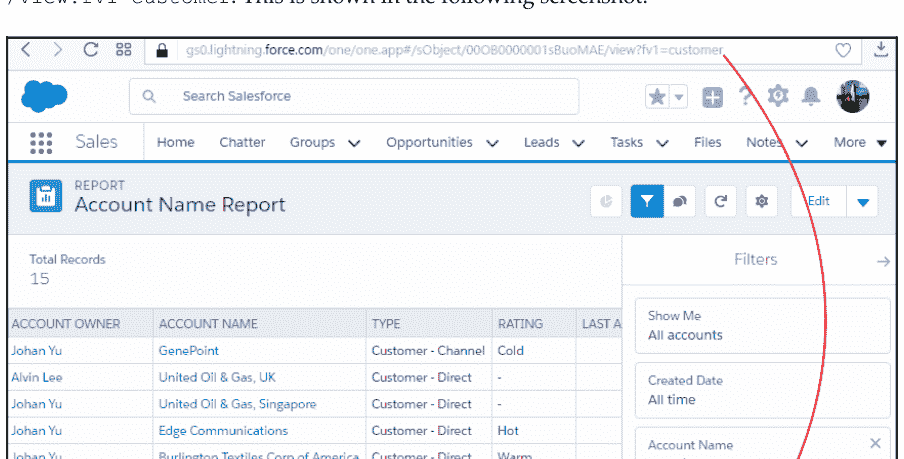 /view?fv1=customer. This is shown in the following screenshot:
gs0.lightning.force.com/one/one.app#/sObject/00OB0000001sBuoMAE/view?fv1=customer
Search Salesforce
Sales Home Chatter Groups Opportunities Leads Tasks Files Notes More
REPORT
Account Name Report
Edit
Total Records
15
Filters
Show Me
All accounts
Created Date
All time
Account Name
ACCOUNT OWNER ACCOUNT NAME TYPE RATING LAST A
Johan Yu GenePoint Customer - Channel Cold
Alvin Lee United Oil & Gas, UK Customer - Direct -
Johan Yu United Oil & Gas, Singapore Customer - Direct -
Johan Yu Edge Communications Customer - Direct Hot
Johan Yu Burlington Textiles Corp of America Customer - Direct Warm